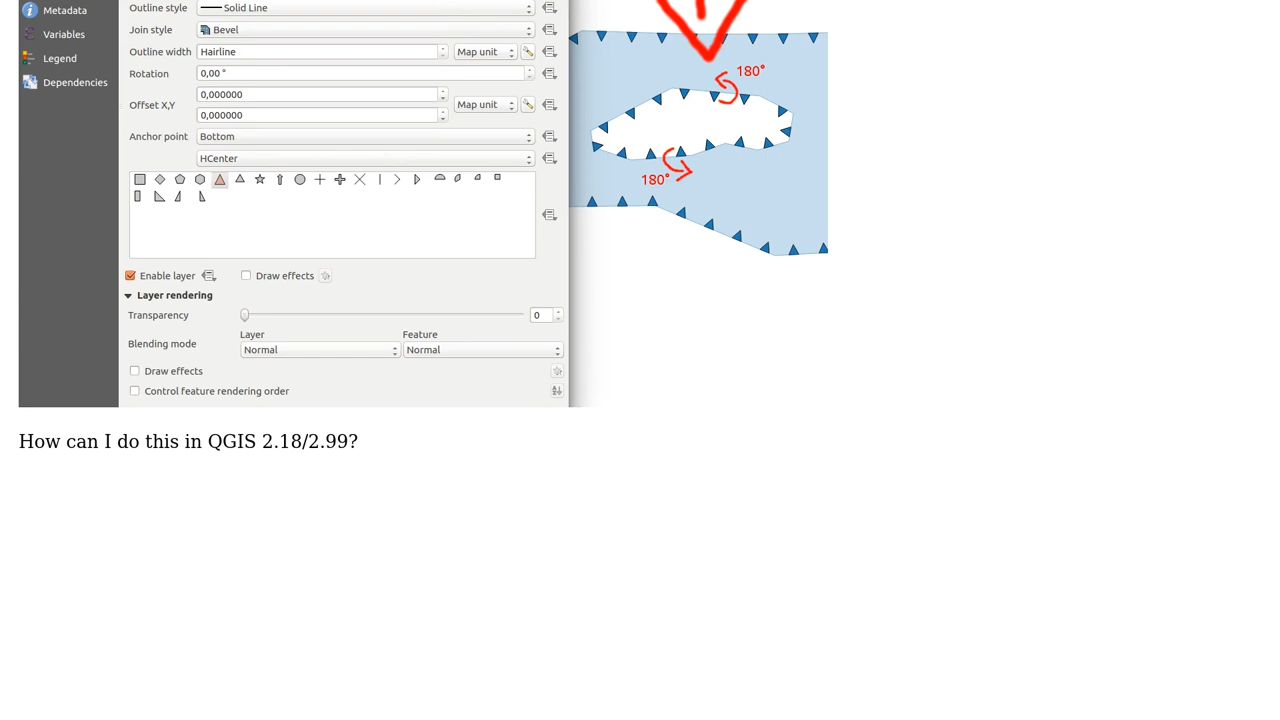 Metadata
Variables
Legend
Dependencies
Outline style
Solid Line
Join style
Bevel
Outline width
Hairline
Map unit
Rotation
0,00 °
Offset X,Y
0,000000
0,000000
Map unit
Anchor point
Bottom
HCenter
Enable layer
Draw effects
Layer rendering
Transparency
0
Layer
Feature
Blending mode
Normal
Normal
Draw effects
Control feature rendering order
180°
180°
How can I do this in QGIS 2.18/2.99?